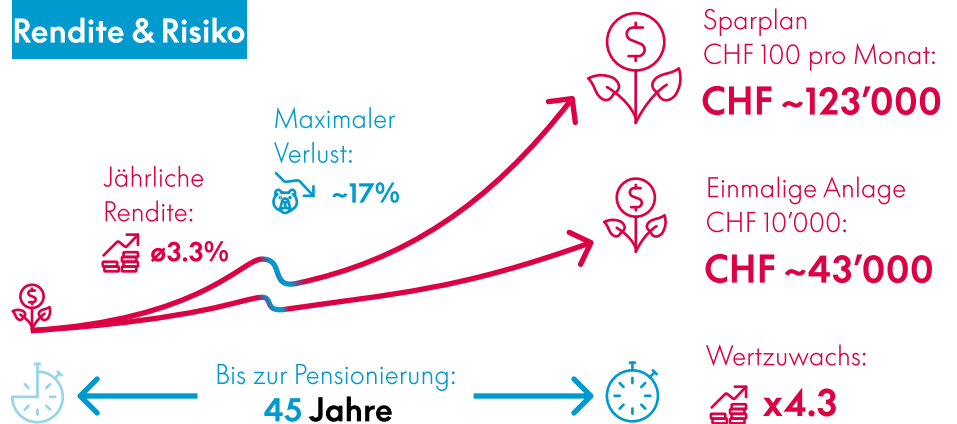 Rendite & Risiko
Sparplan
CHF 100 pro Monat:
CHF ~123’000
Maximaler
Verlust:
~17%
Jährliche
Rendite:
ø3.3%
Einmalige Anlage
CHF 10’000:
CHF ~43’000
Bis zur Pensionierung:
45 Jahre
Wertzuwachs:
x4.3